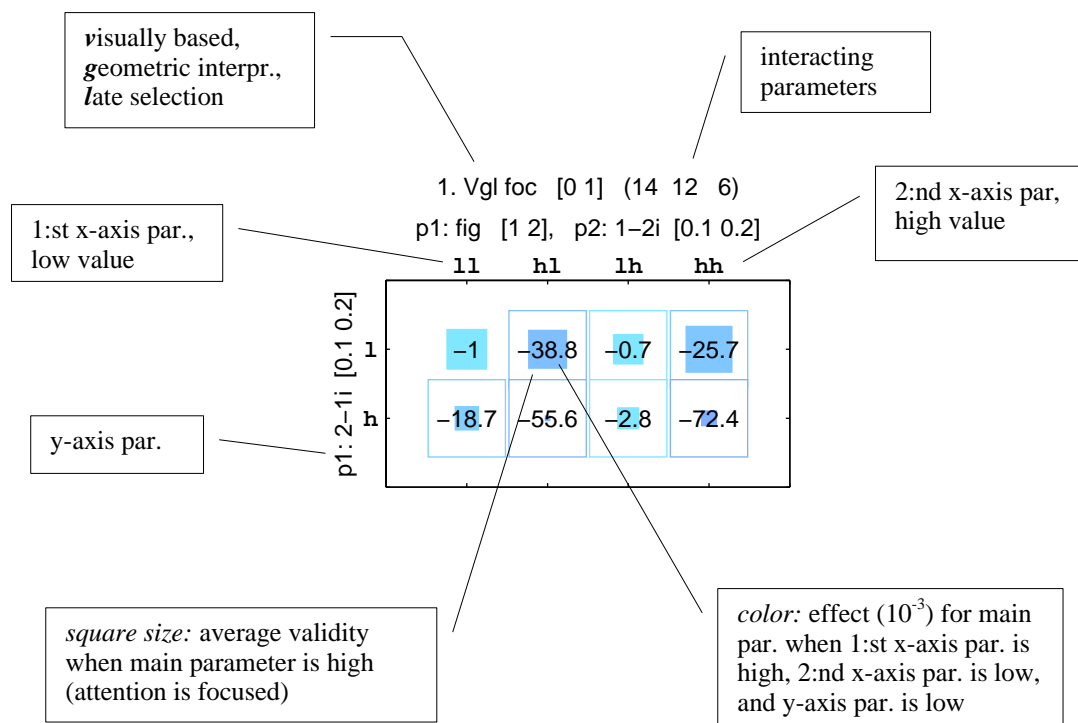 visually based,
geometric interpr.,
late selection
interacting
parameters
1. Vgl foc [0 1] (14 12 6)
p1: fig [1 2], p2: 1−2i [0.1 0.2]
2:nd x-axis par,
high value
1:st x-axis par.,
low value
ll hl lh hh
p1: 2−1i [0.1 0.2]
l −1 −38.8 −0.7 −25.7
h −18.7 −55.6 −2.8 −72.4
y-axis par.
square size: average validity
when main parameter is high
(attention is focused)
color: effect (10⁻³) for main
par. when 1:st x-axis par. is
high, 2:nd x-axis par. is low,
and y-axis par. is low